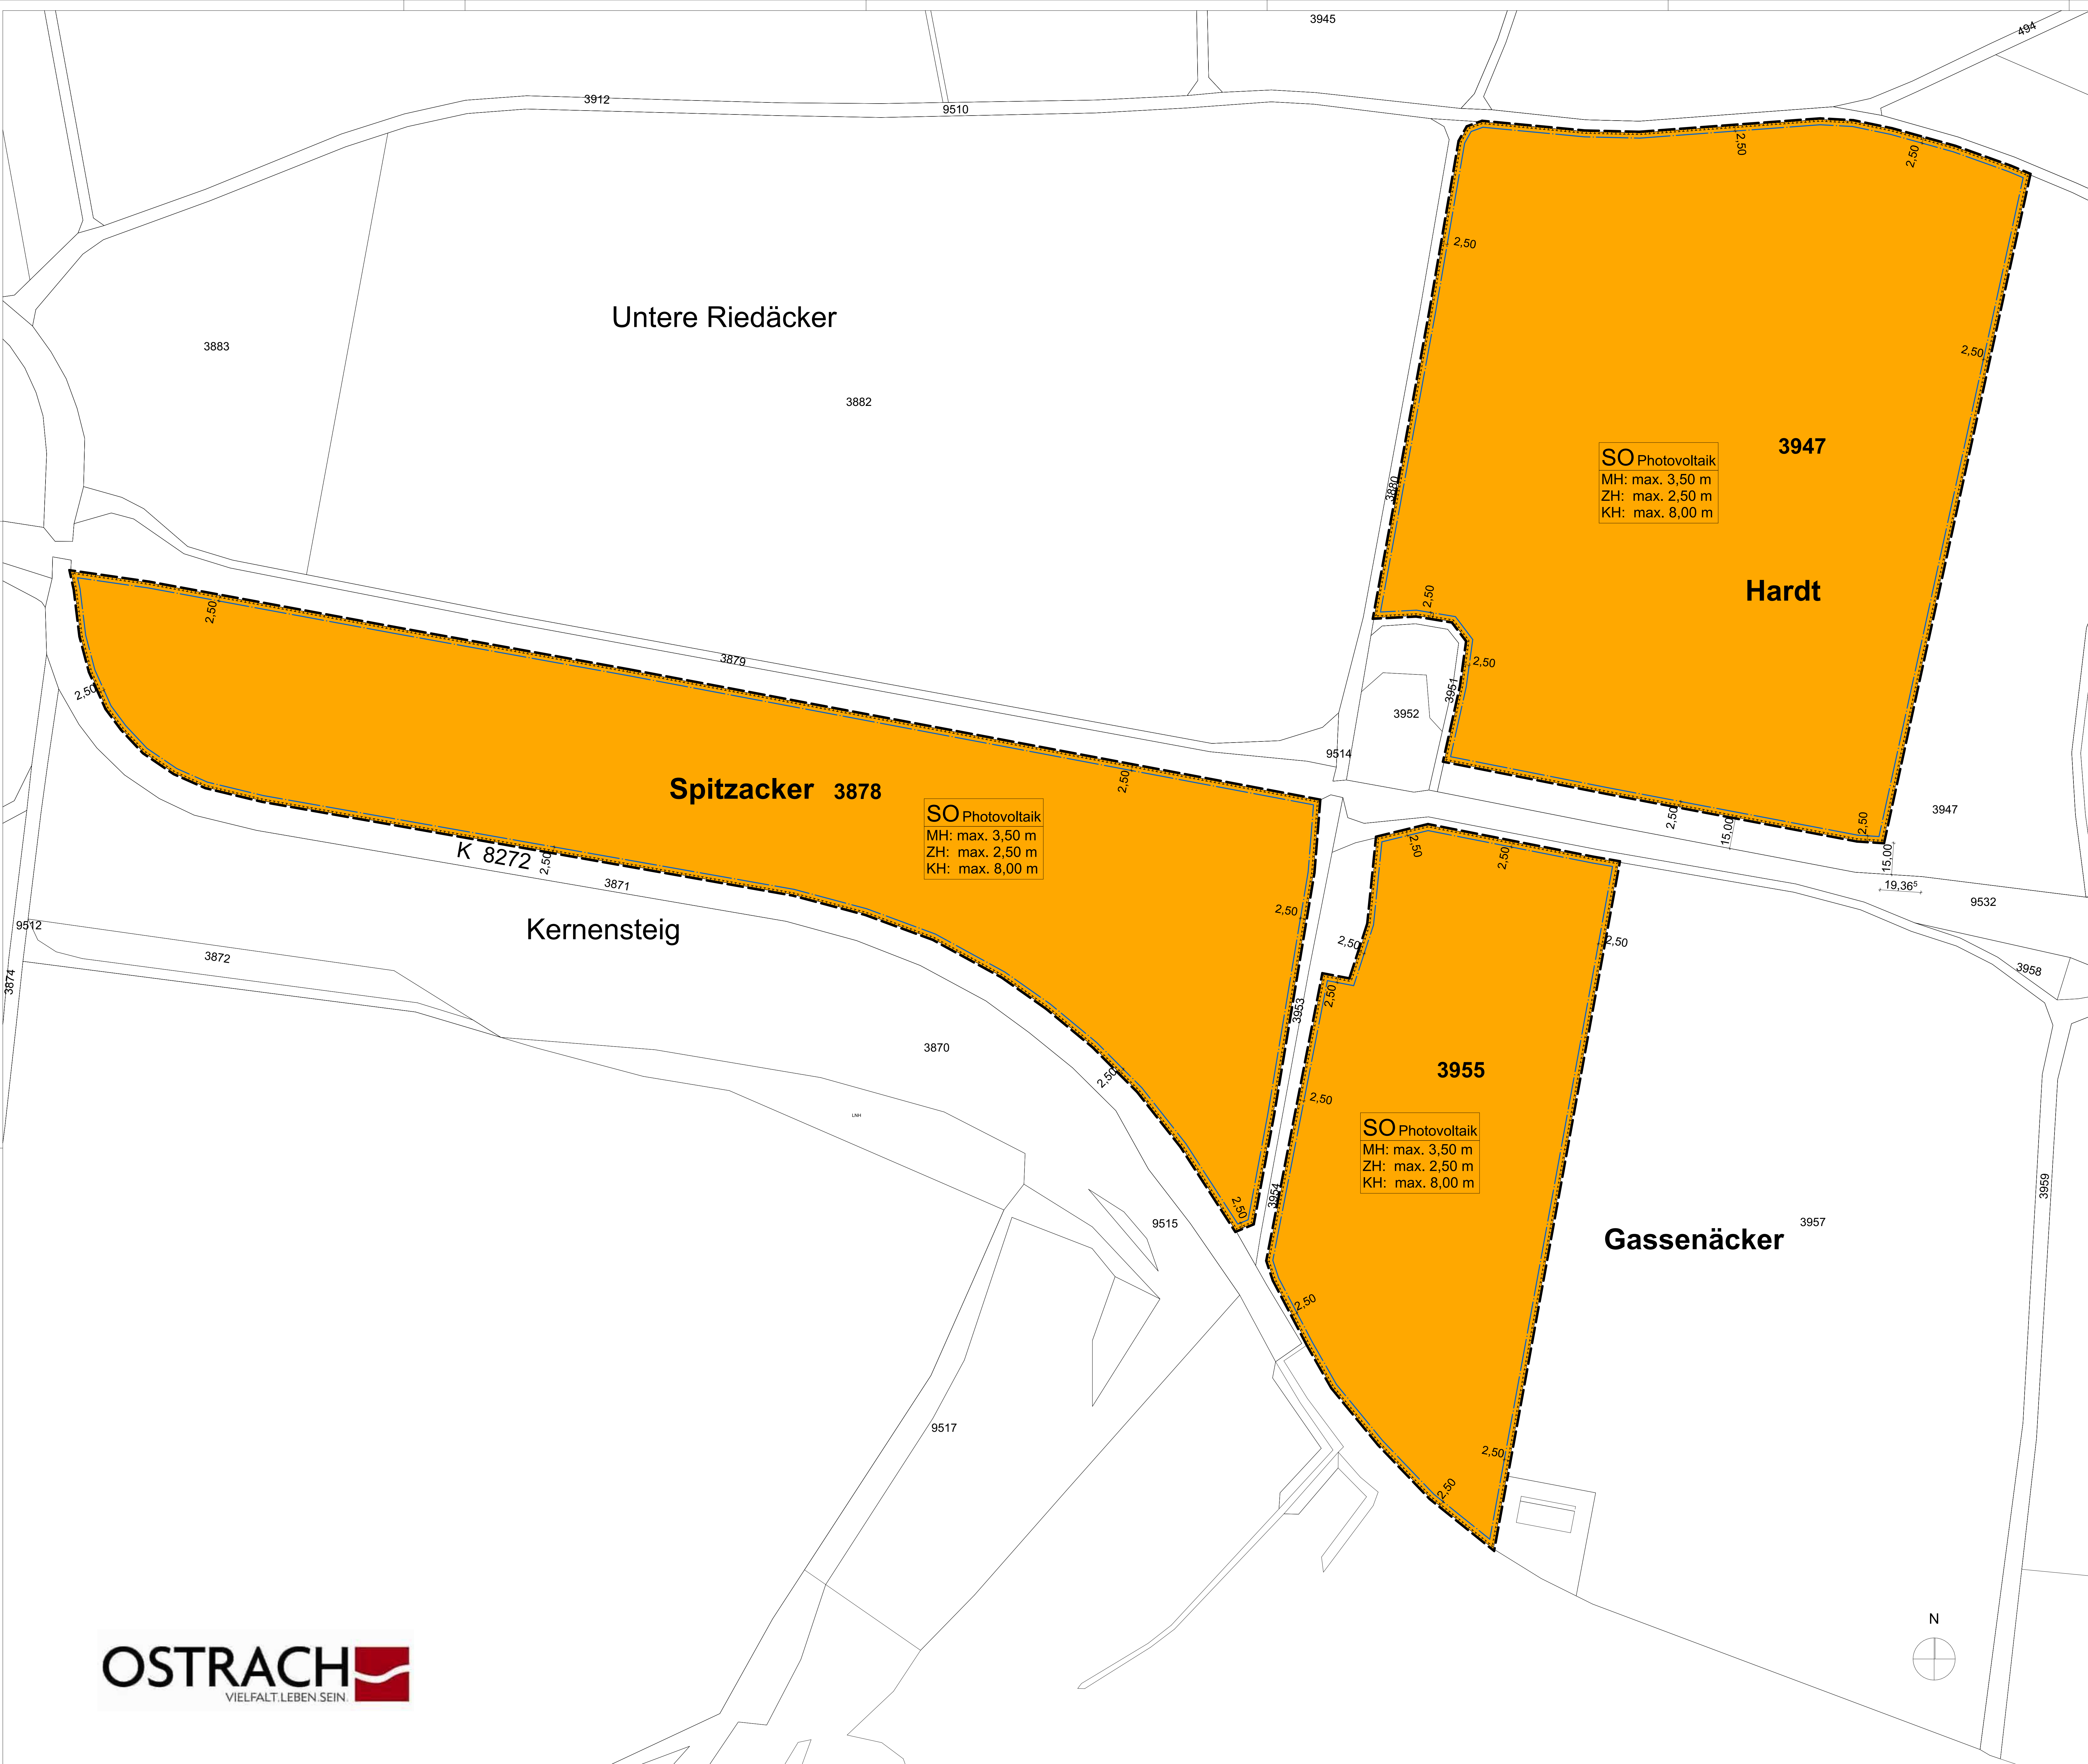 3945
494
3912
9510
2,50
2,50
2,50
Untere Riedäcker
3883
2,50
3882
3947
SO Photovoltaik
MH: max. 3,50 m
ZH: max. 2,50 m
KH: max. 8,00 m
3880
Hardt
2,50
2,50
3879
2,50
2,50
3951
3952
9514
2,50
Spitzacker 3878
SO Photovoltaik
MH: max. 3,50 m
ZH: max. 2,50 m
KH: max. 8,00 m
3947
2,50
15,00
2,50
K 8272
2,50
2,50
2,50
15,00
3871
19,36⁵
9532
2,50
9512
Kernensteig
2,50
2,50
3872
3958
3874
2,50
3953
3870
3955
2,50
2,50
LNH
SO Photovoltaik
MH: max. 3,50 m
ZH: max. 2,50 m
KH: max. 8,00 m
3954
3959
2,50
9515
3957
Gassenäcker
2,50
9517
2,50
2,50
N
OSTRACH
VIELFALT.LEBEN.SEIN.